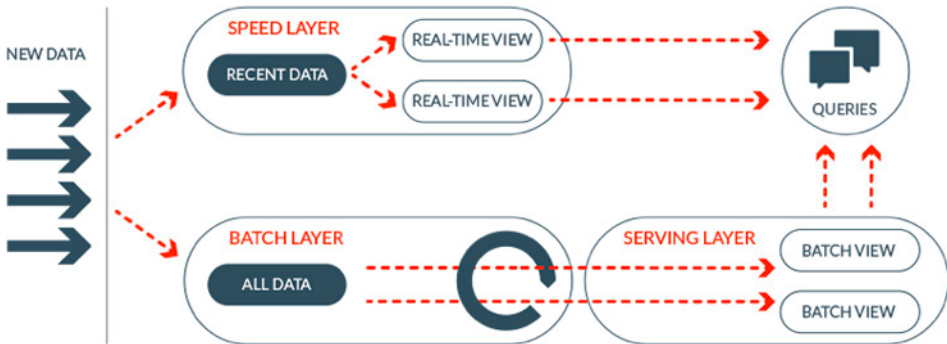 NEW DATA
SPEED LAYER
RECENT DATA
REAL-TIME VIEW
REAL-TIME VIEW
QUERIES
BATCH LAYER
ALL DATA
SERVING LAYER
BATCH VIEW
BATCH VIEW